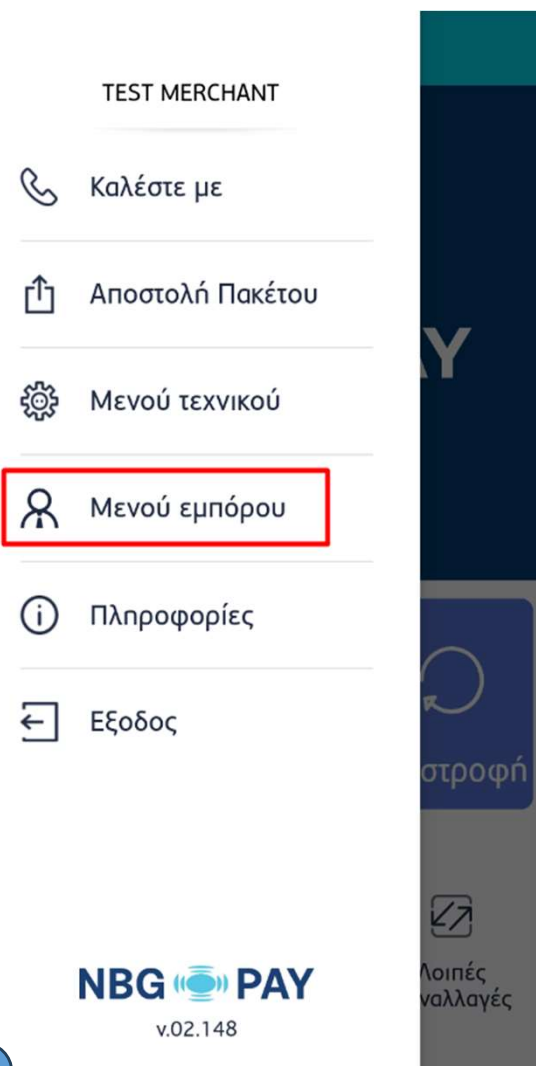 TEST MERCHANT
Καλέστε με
Αποστολή Πακέτου
Μενού τεχνικού
Μενού εμπόρου
Πληροφορίες
Εξοδος
NBG PAY
v.02.148
AY
στροφή
Λοιπές
ναλλαγές